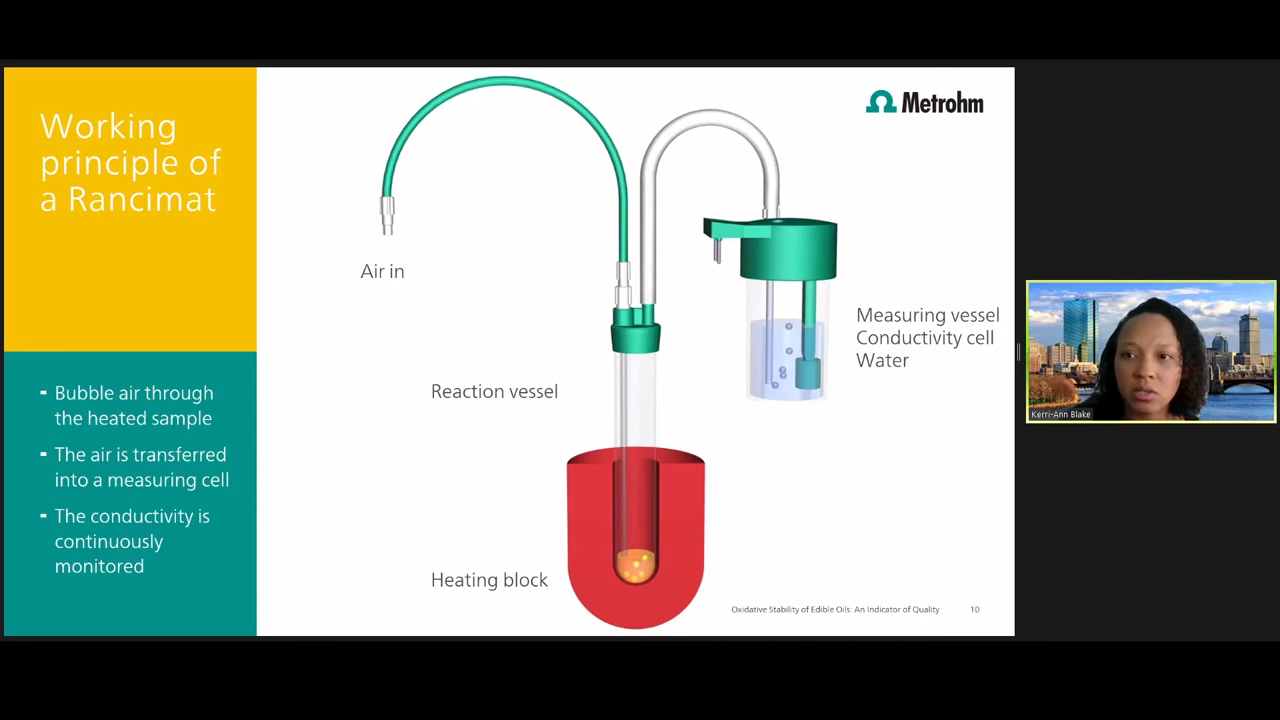 Working
principle of
a Rancimat
- Bubble air through
the heated sample
- The air is transferred
into a measuring cell
- The conductivity is
continuously
monitored
Metrohm
Air in
Measuring vessel
Conductivity cell
Water
Reaction vessel
Heating block
Oxidative Stability of Edible Oils: An Indicator of Quality 10
Kerri-Ann Blake